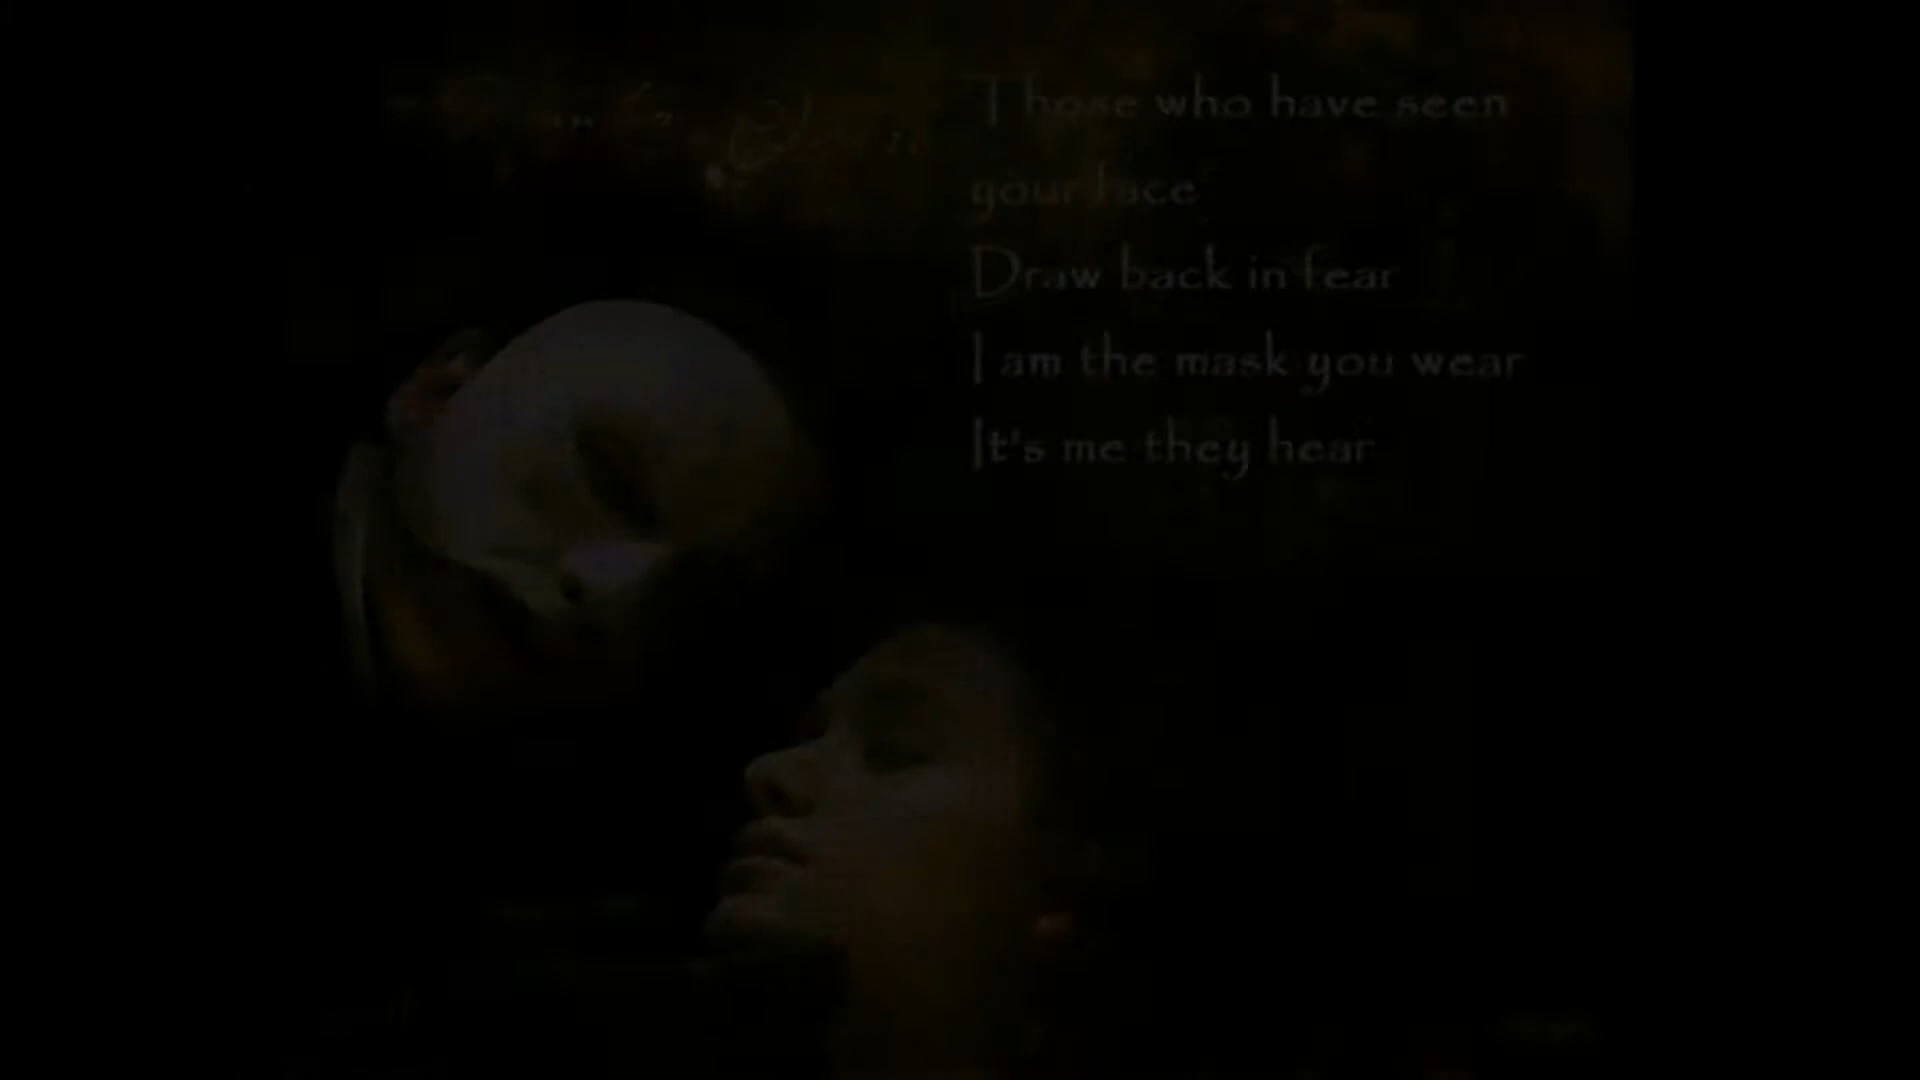 Those who have seen
your face
Draw back in fear
I am the mask you wear
It's me they hear